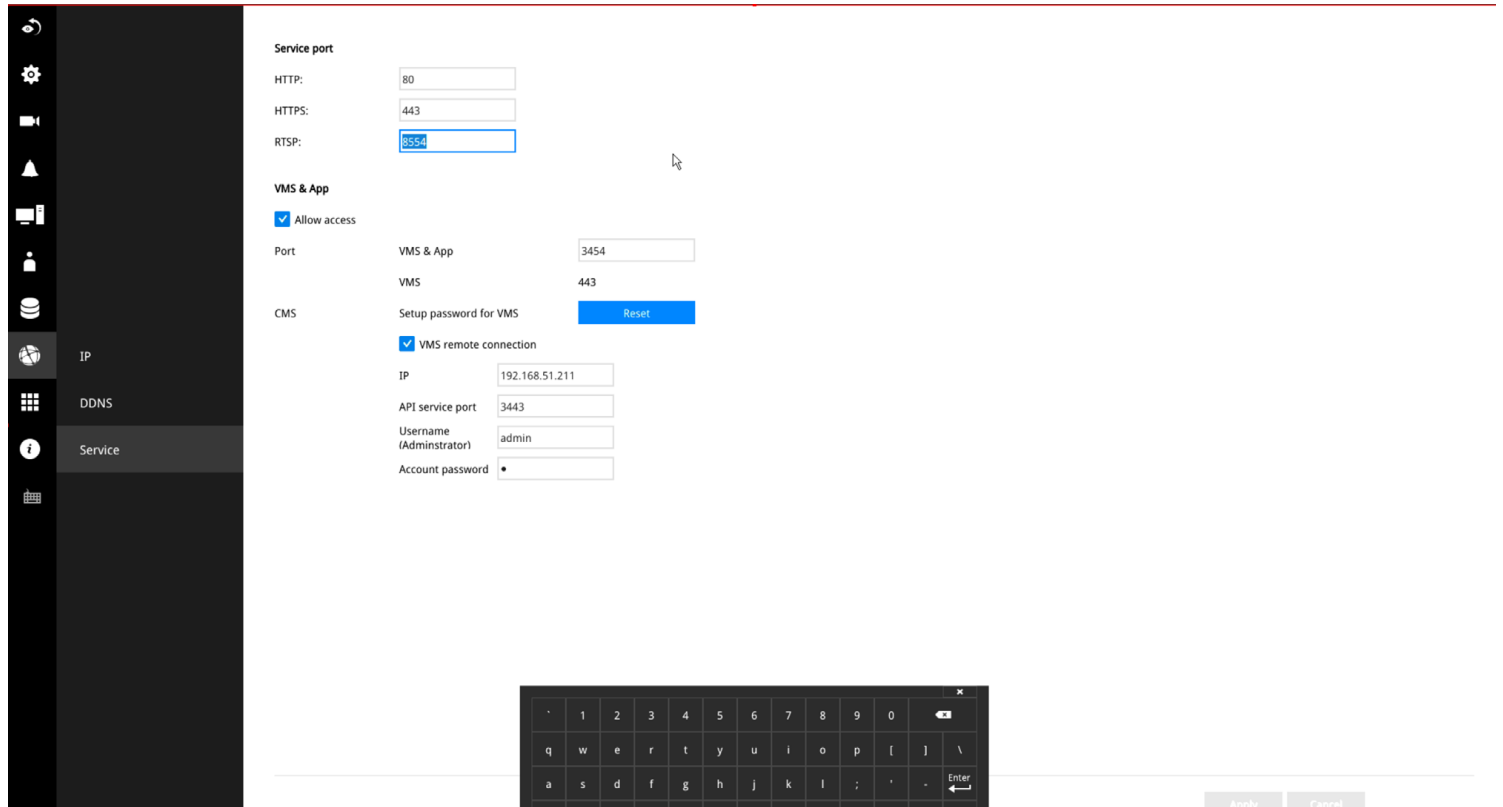 Service port
HTTP: 80
HTTPS: 443
RTSP: 8554
VMS & App
Allow access
Port VMS & App 3454
VMS 443
CMS Setup password for VMS Reset
VMS remote connection
IP
IP 192.168.51.211
DDNS
API service port 3443
Username
(Adminstrator) admin
Service
Account password
` 1 2 3 4 5 6 7 8 9 0
q w e r t y u i o p [ ] \
a s d f g h j k l ; ' - Enter
Apply Cancel